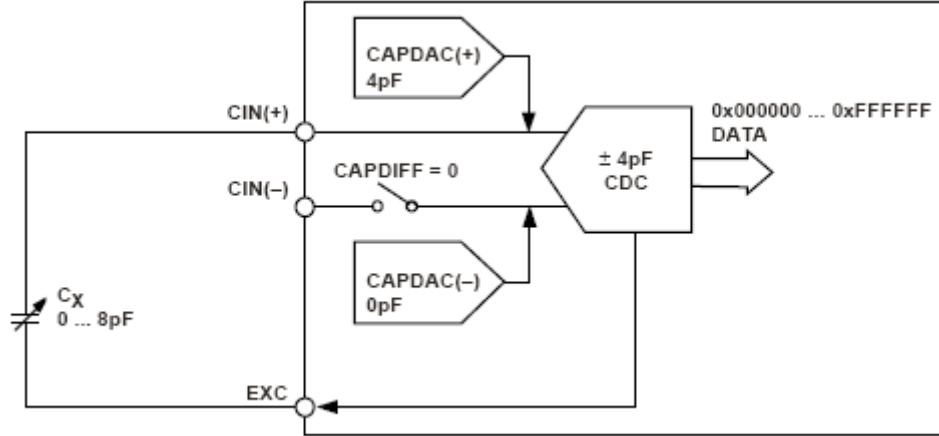 CAPDAC(+)
4pF
CIN(+)
0x000000 ... 0xFFFFFF
DATA
± 4pF
CDC
CAPDIFF = 0
CIN(–)
CAPDAC(–)
0pF
CX
0 ... 8pF
EXC